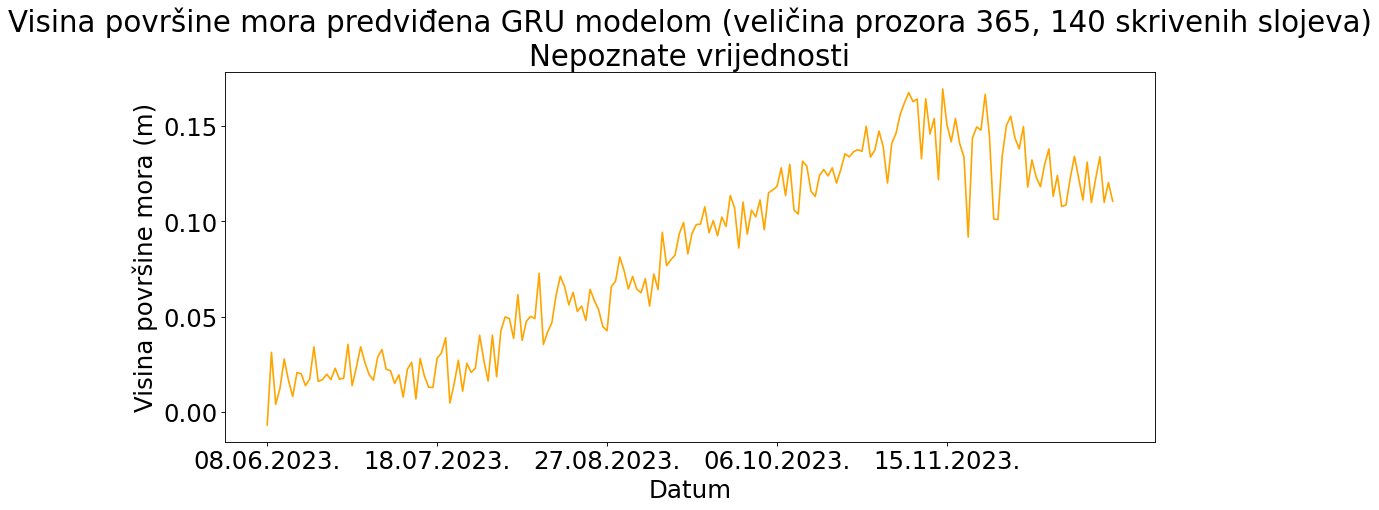 Visina površine mora predviđena GRU modelom (veličina prozora 365, 140 skrivenih slojeva)
Nepoznate vrijednosti
Visina površine mora (m)
0.15
0.10
0.05
0.00
08.06.2023. 18.07.2023. 27.08.2023. 06.10.2023. 15.11.2023.
Datum